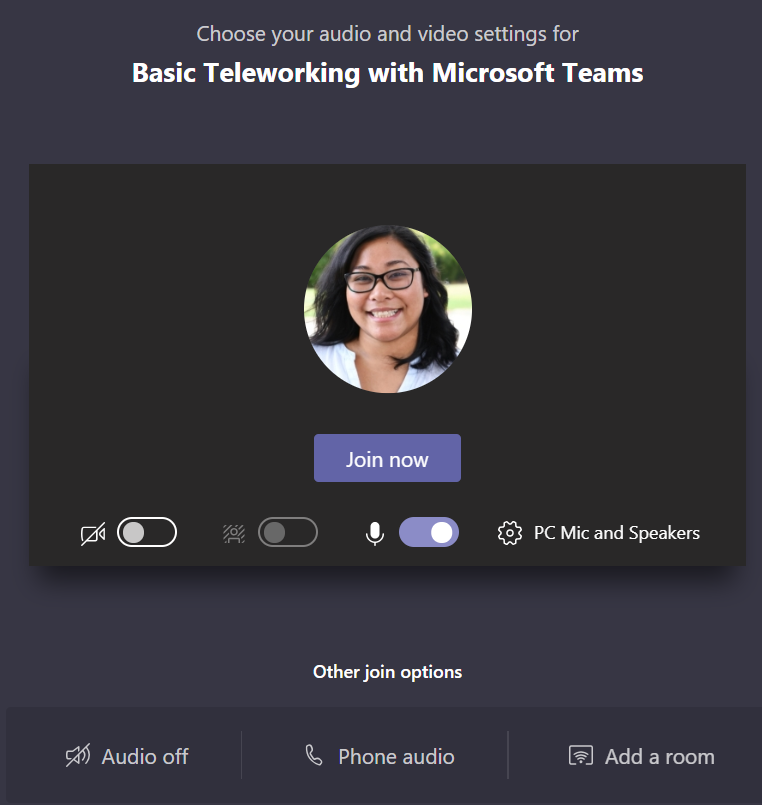 Choose your audio and video settings for
Basic Teleworking with Microsoft Teams
Join now
PC Mic and Speakers
Other join options
Audio off
Phone audio
Add a room